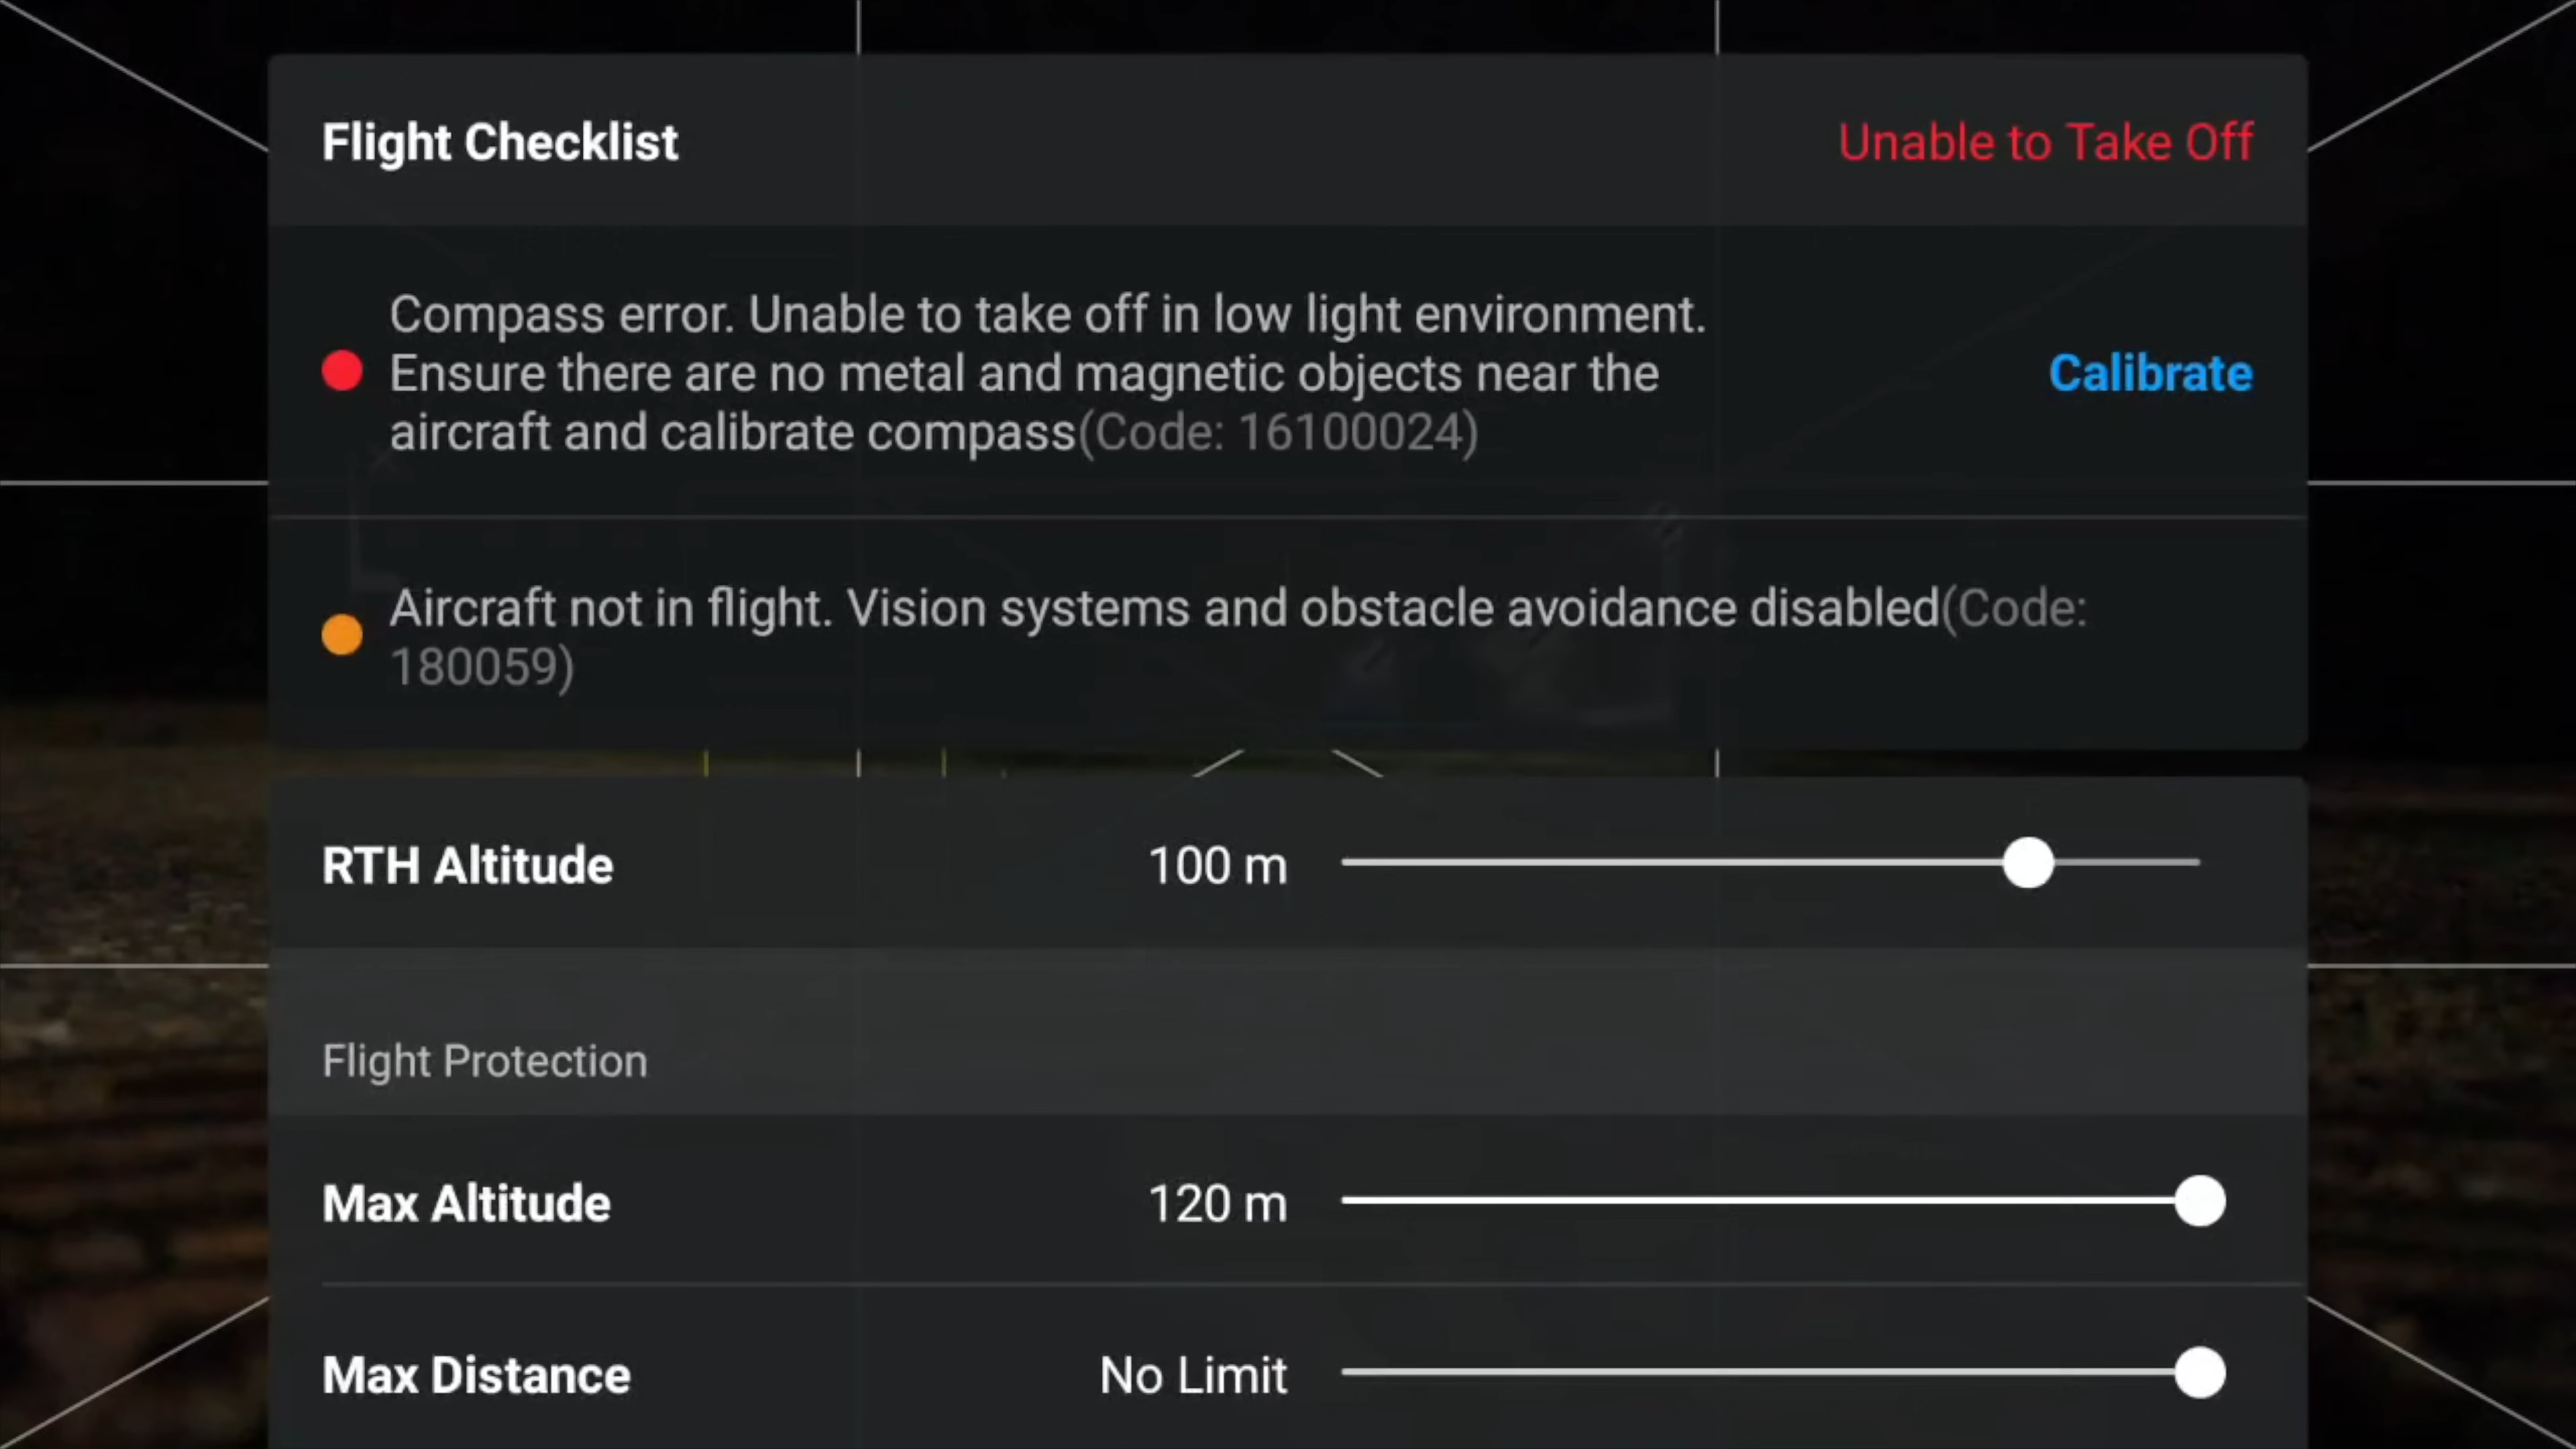 Flight Checklist
Unable to Take Off
Compass error. Unable to take off in low light environment.
Ensure there are no metal and magnetic objects near the
aircraft and calibrate compass(Code: 16100024)
Calibrate
Aircraft not in flight. Vision systems and obstacle avoidance disabled(Code:
180059)
RTH Altitude
100 m
Flight Protection
Max Altitude
120 m
Max Distance
No Limit